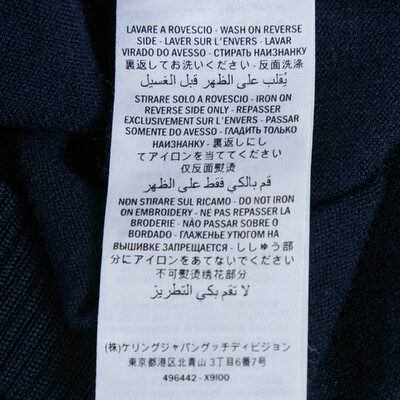 LAVARE A ROVESCIO - WASH ON REVERSE
SIDE - LAVER SUR L'ENVERS - LAVAR
VIRADO DO AVESSO - СТИРАТЬ НАИЗНАНКУ
裏返してお洗いください - 反面洗涤
يُقلب على الظهر قبل الغسيل
STIRARE SOLO A ROVESCIO - IRON ON
REVERSE SIDE ONLY - REPASSER
EXCLUSIVEMENT SUR L'ENVERS - PASSAR
SOMENTE DO AVESSO - ГЛАДИТЬ ТОЛЬКО
НАИЗНАНКУ - 裏返しにし
てアイロンを当ててください
仅反面熨烫
قم بالكي فقط على الظهر
NON STIRARE SUL RICAMO - DO NOT IRON
ON EMBROIDERY - NE PAS REPASSER LA
BRODERIE - NÃO PASSAR SOBRE O
BORDADO - ГЛАЖЕНЬЕ УТЮГОМ НА
ВЫШИВКЕ ЗАПРЕЩАЕТСЯ - ししゅう部
分にアイロンをあてないでください
不可熨烫绣花部分
لا تقم بكي التطريز
(株)ケリングジャパングッチディビジョン
東京都港区北青山 3丁目6番7号
496442 - X9I00